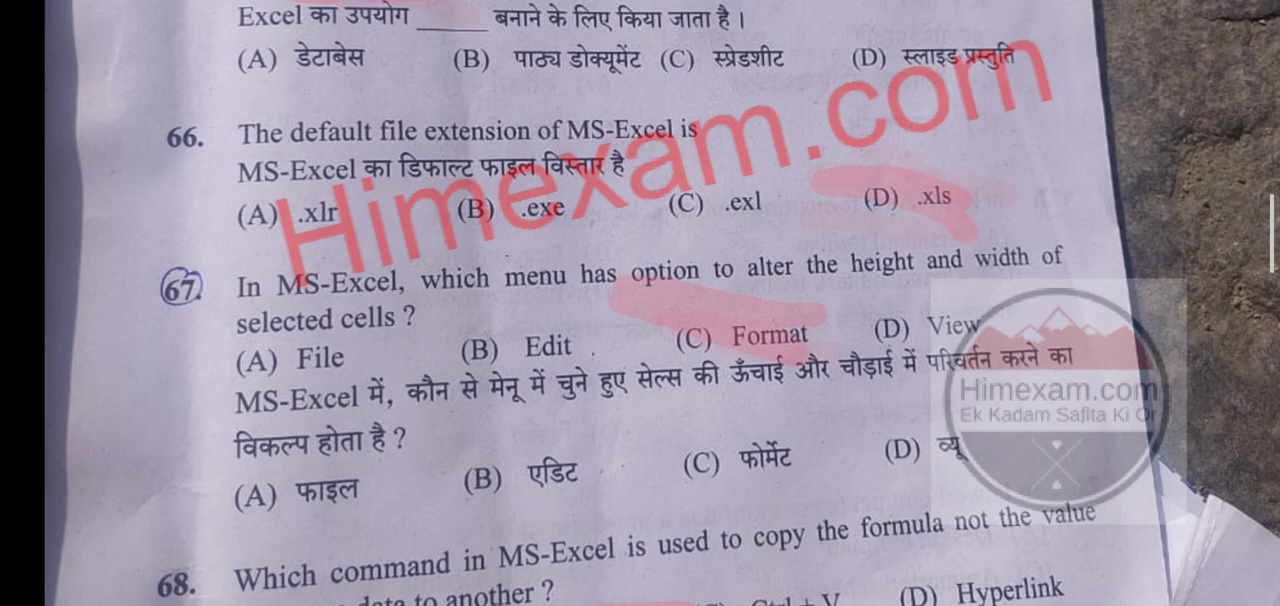 Excel का उपयोग ______ बनाने के लिए किया जाता है ।
(A) डेटाबेस (B) पाठ्य डोक्यूमेंट (C) स्प्रेडशीट (D) स्लाइड प्रस्तुति
66. The default file extension of MS-Excel is
MS-Excel का डिफाल्ट फाइल विस्तार है
(A) .xlr (B) .exe (C) .exl (D) .xls
Himexam.com
67. In MS-Excel, which menu has option to alter the height and width of
selected cells ?
(A) File (B) Edit (C) Format (D) View
MS-Excel में, कौन से मेनू में चुने हुए सेल्स की ऊँचाई और चौड़ाई में परिवर्तन करने का
विकल्प होता है ?
(A) फाइल (B) एडिट (C) फोर्मेट (D) व्यू
Himexam.com
Ek Kadam Saflta Ki Or
68. Which command in MS-Excel is used to copy the formula not the value
data to another ?
Ctrl + V (D) Hyperlink